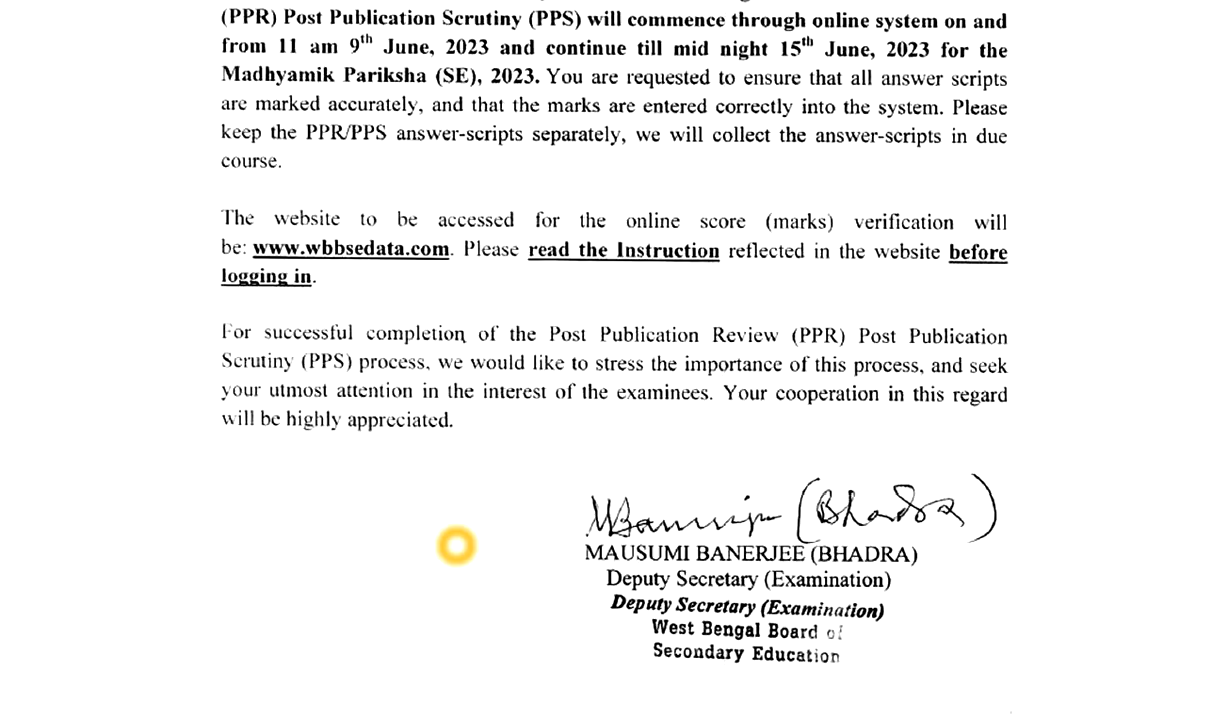 (PPR) Post Publication Scrutiny (PPS) will commence through online system on and
from 11 am 9th June, 2023 and continue till mid night 15th June, 2023 for the
Madhyamik Pariksha (SE), 2023. You are requested to ensure that all answer scripts
are marked accurately, and that the marks are entered correctly into the system. Please
keep the PPR/PPS answer-scripts separately, we will collect the answer-scripts in due
course.
The website to be accessed for the online score (marks) verification will
be: www.wbbsedata.com. Please read the Instruction reflected in the website before
logging in.
For successful completion of the Post Publication Review (PPR) Post Publication
Scrutiny (PPS) process, we would like to stress the importance of this process, and seek
your utmost attention in the interest of the examinees. Your cooperation in this regard
will be highly appreciated.
MBanerjee (Bhadra)
MAUSUMI BANERJEE (BHADRA)
Deputy Secretary (Examination)
Deputy Secretary (Examination)
West Bengal Board of
Secondary Education